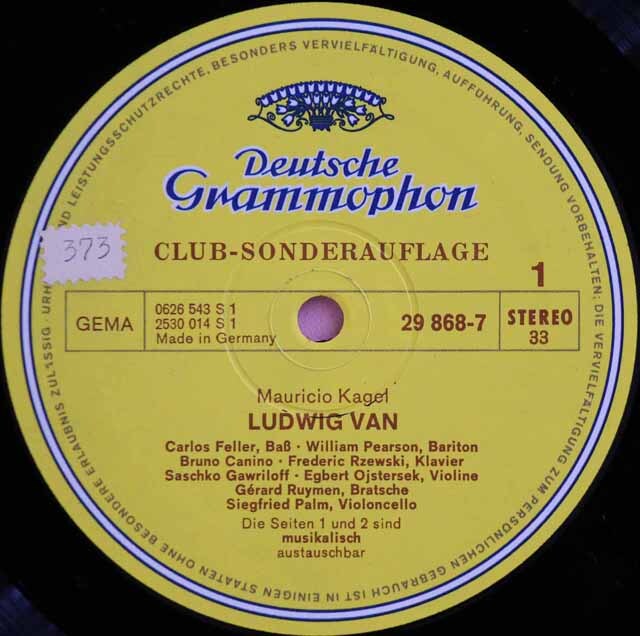 Deutsche
Grammophon
CLUB-SONDERAUFLAGE
373
1
GEMA
0626 543 S 1
2530 014 S 1
Made in Germany
29 868-7
STEREO
33
Mauricio Kagel
LUDWIG VAN
Carlos Feller, Baß · William Pearson, Bariton
Bruno Canino · Frederic Rzewski, Klavier
Saschko Gawriloff · Egbert Ojstersek, Violine
Gérard Ruymen, Bratsche
Siegfried Palm, Violoncello
Die Seiten 1 und 2 sind
musikalisch
austauschbar
UND LEISTUNGSSCHUTZRECHTE, BESONDERS VERVIELFÄLTIGUNG, AUFFÜHRUNG, SENDUNG VORBEHALTEN; DIE VERVIELFÄLTIGUNG ZUM PERSÖNLICHEN GEBRAUCH IST IN EINIGEN STAATEN OHNE BESONDERE ERLAUBNIS ZULÄSSIG · URH